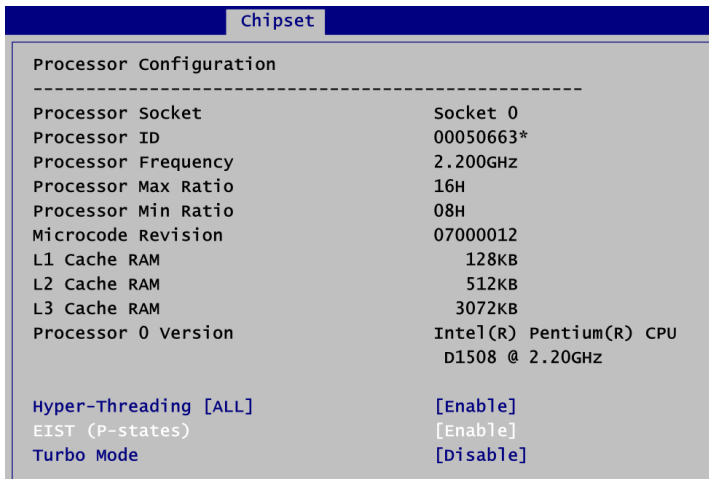 Chipset
Processor Configuration
----------------------------------------------------
Processor Socket Socket 0
Processor ID 00050663*
Processor Frequency 2.200GHz
Processor Max Ratio 16H
Processor Min Ratio 08H
Microcode Revision 07000012
L1 Cache RAM 128KB
L2 Cache RAM 512KB
L3 Cache RAM 3072KB
Processor 0 Version Intel(R) Pentium(R) CPU
D1508 @ 2.20GHz
Hyper-Threading [ALL] [Enable]
EIST (P-states) [Enable]
Turbo Mode [Disable]